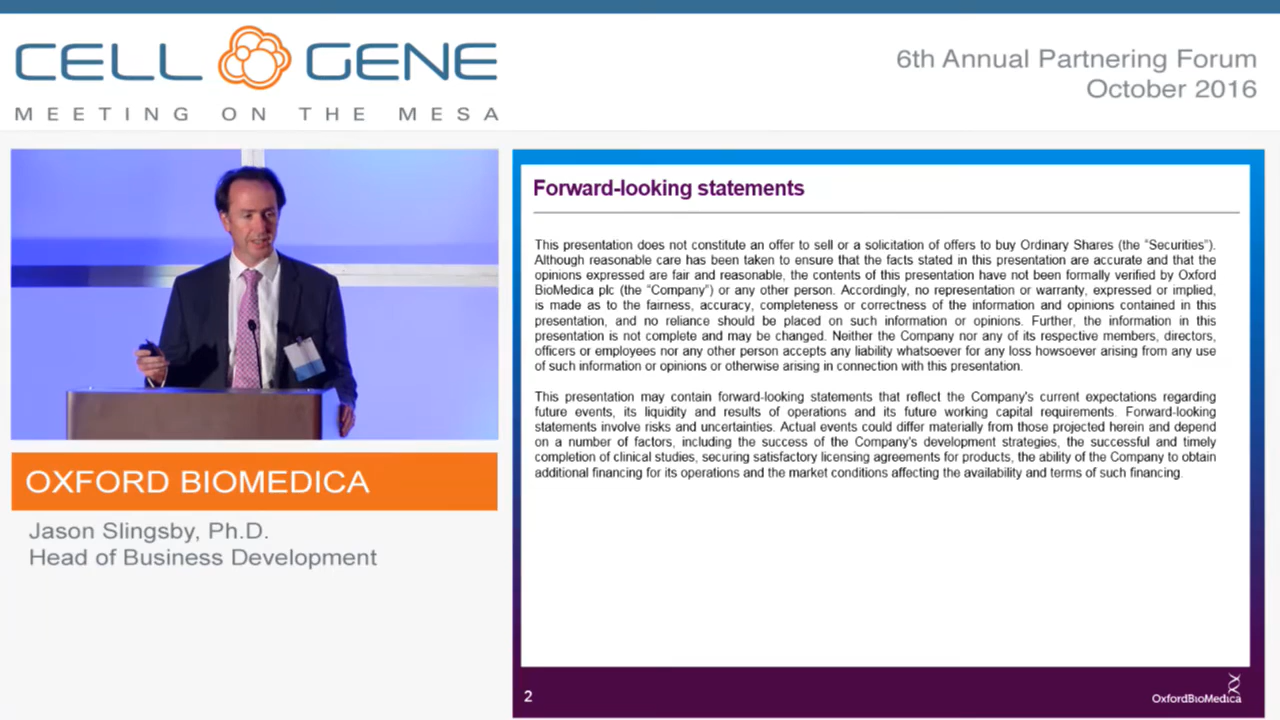 CELL GENE
MEETING ON THE MESA
6th Annual Partnering Forum
October 2016
OXFORD BIOMEDICA
Jason Slingsby, Ph.D.
Head of Business Development
Forward-looking statements
This presentation does not constitute an offer to sell or a solicitation of offers to buy Ordinary Shares (the “Securities”).
Although reasonable care has been taken to ensure that the facts stated in this presentation are accurate and that the
opinions expressed are fair and reasonable, the contents of this presentation have not been formally verified by Oxford
BioMedica plc (the “Company”) or any other person. Accordingly, no representation or warranty, expressed or implied,
is made as to the fairness, accuracy, completeness or correctness of the information and opinions contained in this
presentation, and no reliance should be placed on such information or opinions. Further, the information in this
presentation is not complete and may be changed. Neither the Company nor any of its respective members, directors,
officers or employees nor any other person accepts any liability whatsoever for any loss howsoever arising from any use
of such information or opinions or otherwise arising in connection with this presentation.
This presentation may contain forward-looking statements that reflect the Company's current expectations regarding
future events, its liquidity and results of operations and its future working capital requirements. Forward-looking
statements involve risks and uncertainties. Actual events could differ materially from those projected herein and depend
on a number of factors, including the success of the Company's development strategies, the successful and timely
completion of clinical studies, securing satisfactory licensing agreements for products, the ability of the Company to obtain
additional financing for its operations and the market conditions affecting the availability and terms of such financing.
2
OxfordBioMedica